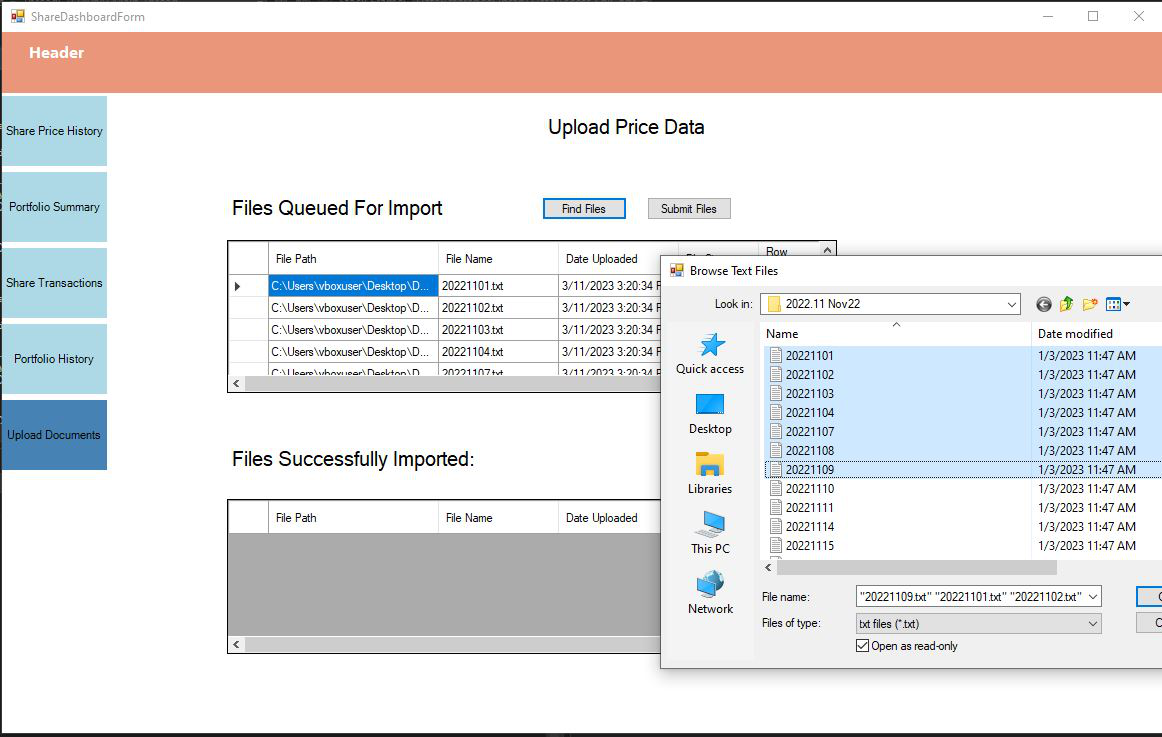 ShareDashboardForm
Header
Share Price History
Portfolio Summary
Share Transactions
Portfolio History
Upload Documents
Upload Price Data
Files Queued For Import
Find Files
Submit Files
File Path File Name Date Uploaded Row
C:\Users\vboxuser\Desktop\D... 20221101.txt 3/11/2023 3:20:34 P
C:\Users\vboxuser\Desktop\D... 20221102.txt 3/11/2023 3:20:34 P
C:\Users\vboxuser\Desktop\D... 20221103.txt 3/11/2023 3:20:34 P
C:\Users\vboxuser\Desktop\D... 20221104.txt 3/11/2023 3:20:34 P
C:\Users\vboxuser\Desktop\D... 20221107.txt 3/11/2023 3:20:34 P
Files Successfully Imported:
File Path File Name Date Uploaded
Browse Text Files
Look in: 2022.11 Nov22
Quick access
Desktop
Libraries
This PC
Network
Name Date modified
20221101 1/3/2023 11:47 AM
20221102 1/3/2023 11:47 AM
20221103 1/3/2023 11:47 AM
20221104 1/3/2023 11:47 AM
20221107 1/3/2023 11:47 AM
20221108 1/3/2023 11:47 AM
20221109 1/3/2023 11:47 AM
20221110 1/3/2023 11:47 AM
20221111 1/3/2023 11:47 AM
20221114 1/3/2023 11:47 AM
20221115 1/3/2023 11:47 AM
File name: "20221109.txt" "20221101.txt" "20221102.txt"
Files of type: txt files (*.txt)
Open as read-only